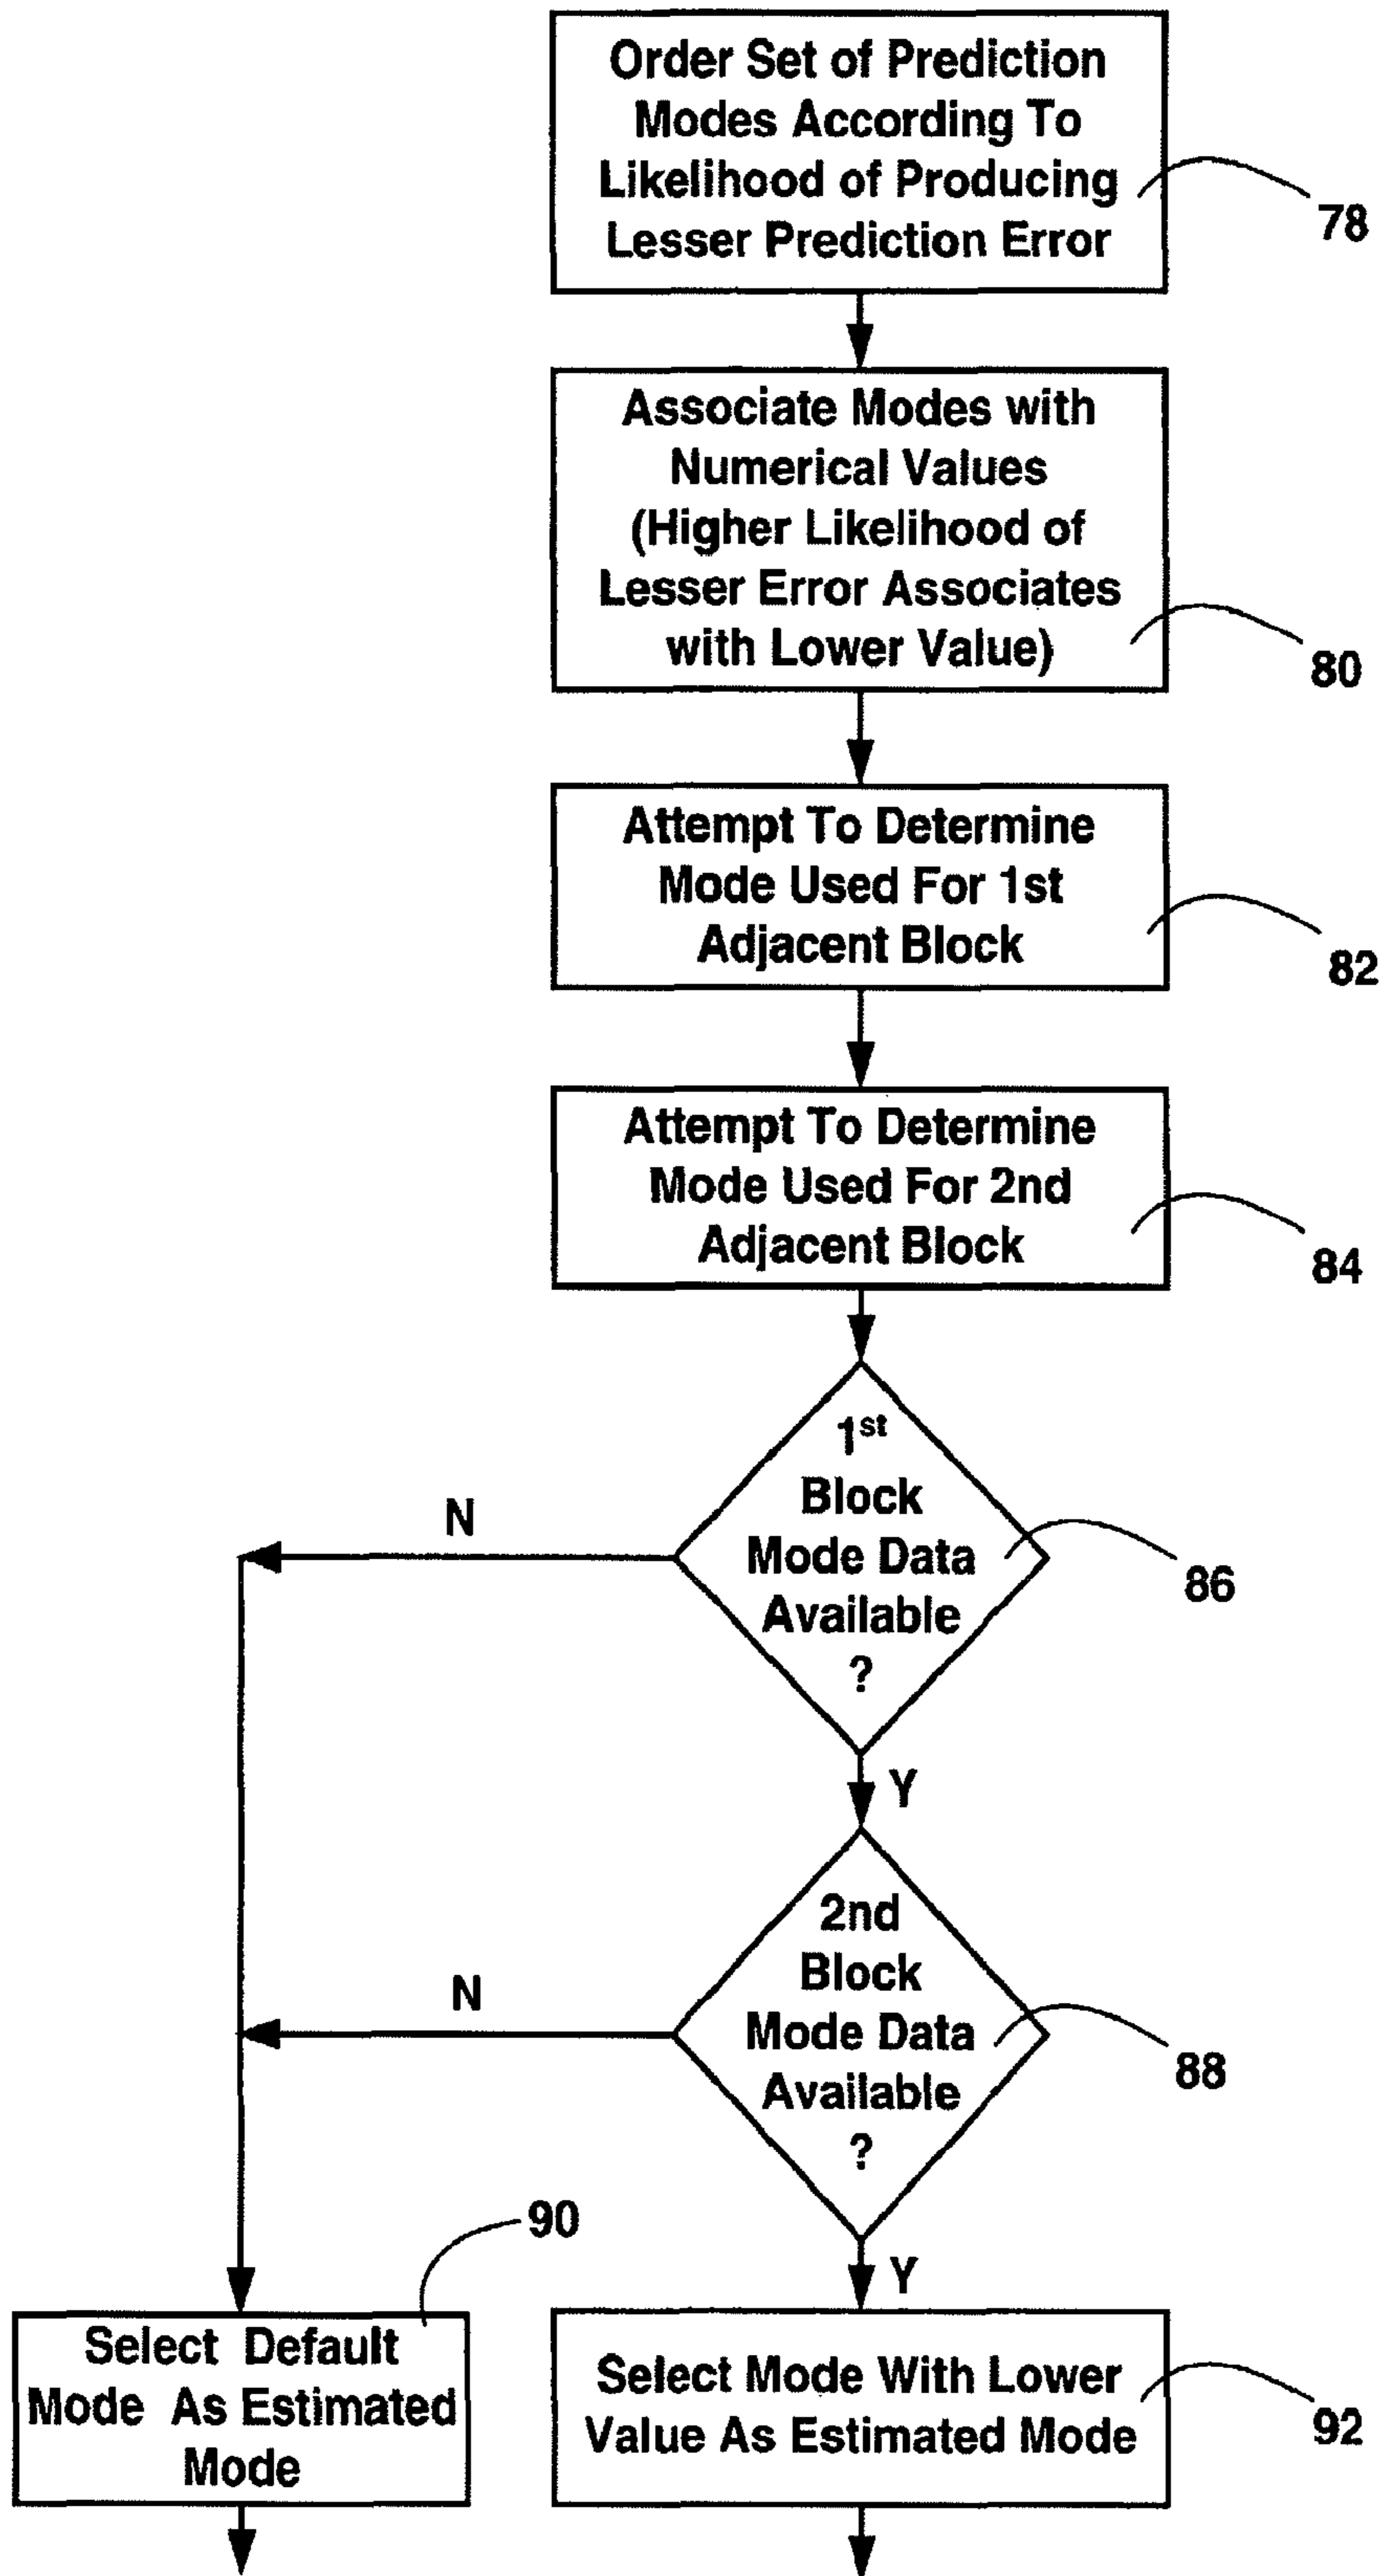 Order Set of Prediction
Modes According To
Likelihood of Producing
Lesser Prediction Error
78
Associate Modes with
Numerical Values
(Higher Likelihood of
Lesser Error Associates
with Lower Value)
80
Attempt To Determine
Mode Used For 1st
Adjacent Block
82
Attempt To Determine
Mode Used For 2nd
Adjacent Block
84
1st
Block
Mode Data
Available
?
86
N
Y
2nd
Block
Mode Data
Available
?
88
N
Y
90
Select Default
Mode As Estimated
Mode
Select Mode With Lower
Value As Estimated Mode
92